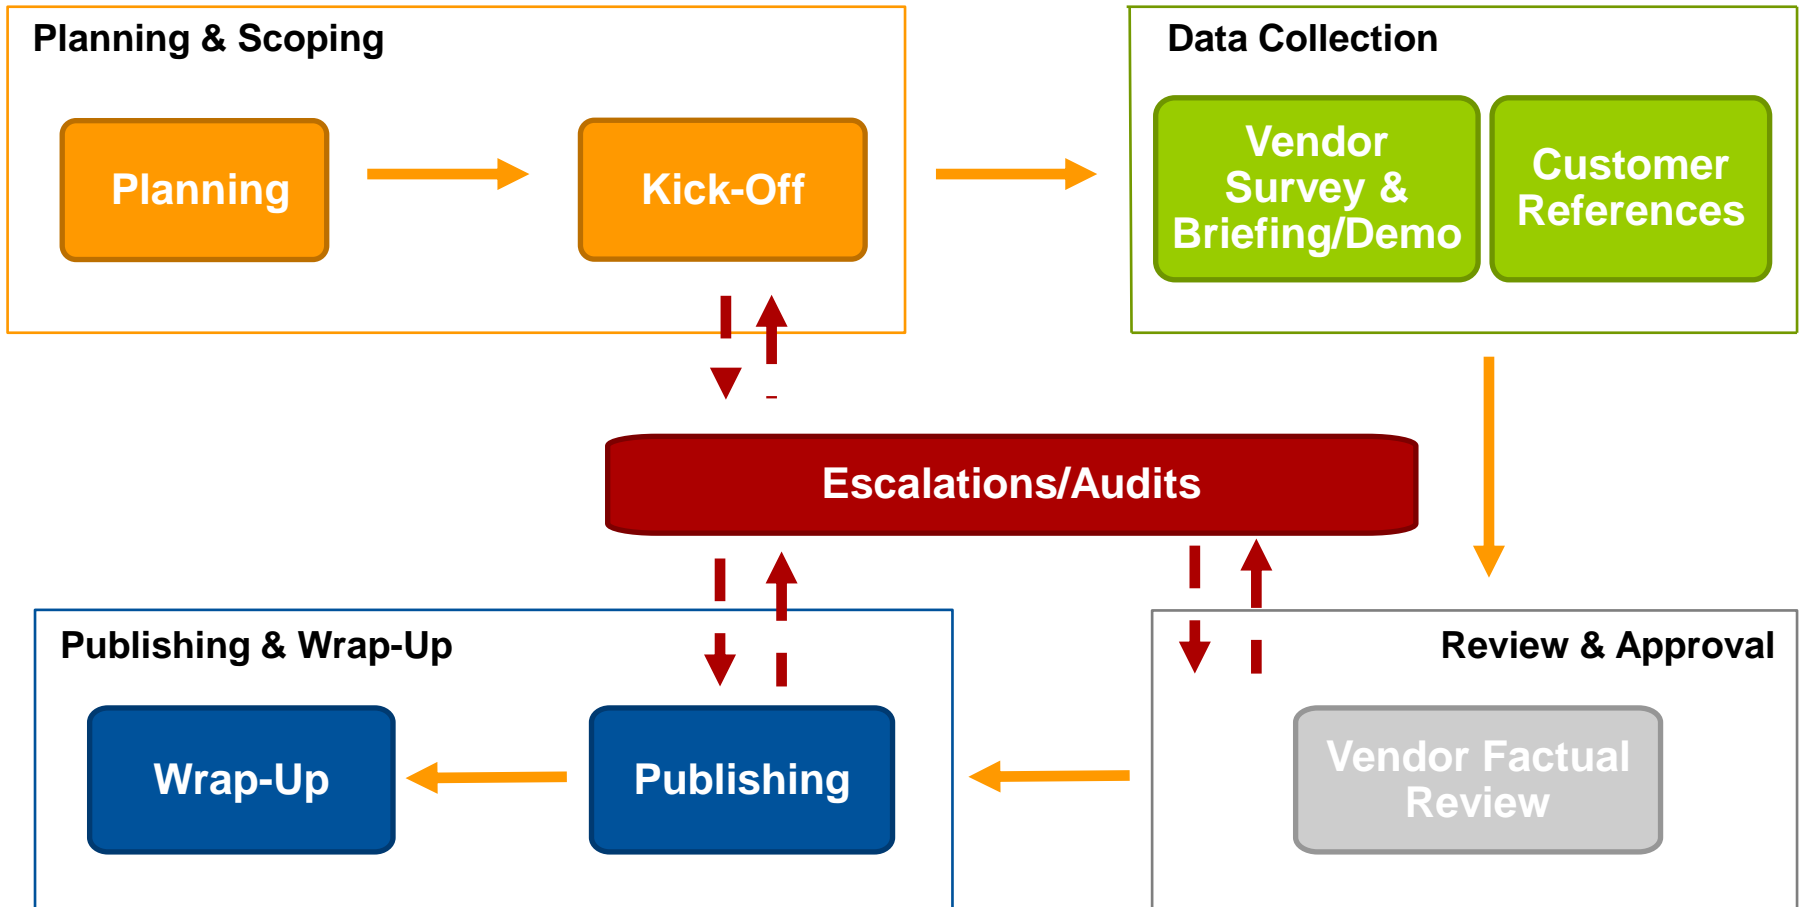 Planning & Scoping
Planning
Kick-Off
Data Collection
Vendor
Survey &
Briefing/Demo
Customer
References
Escalations/Audits
Publishing & Wrap-Up
Wrap-Up
Publishing
Review & Approval
Vendor Factual
Review